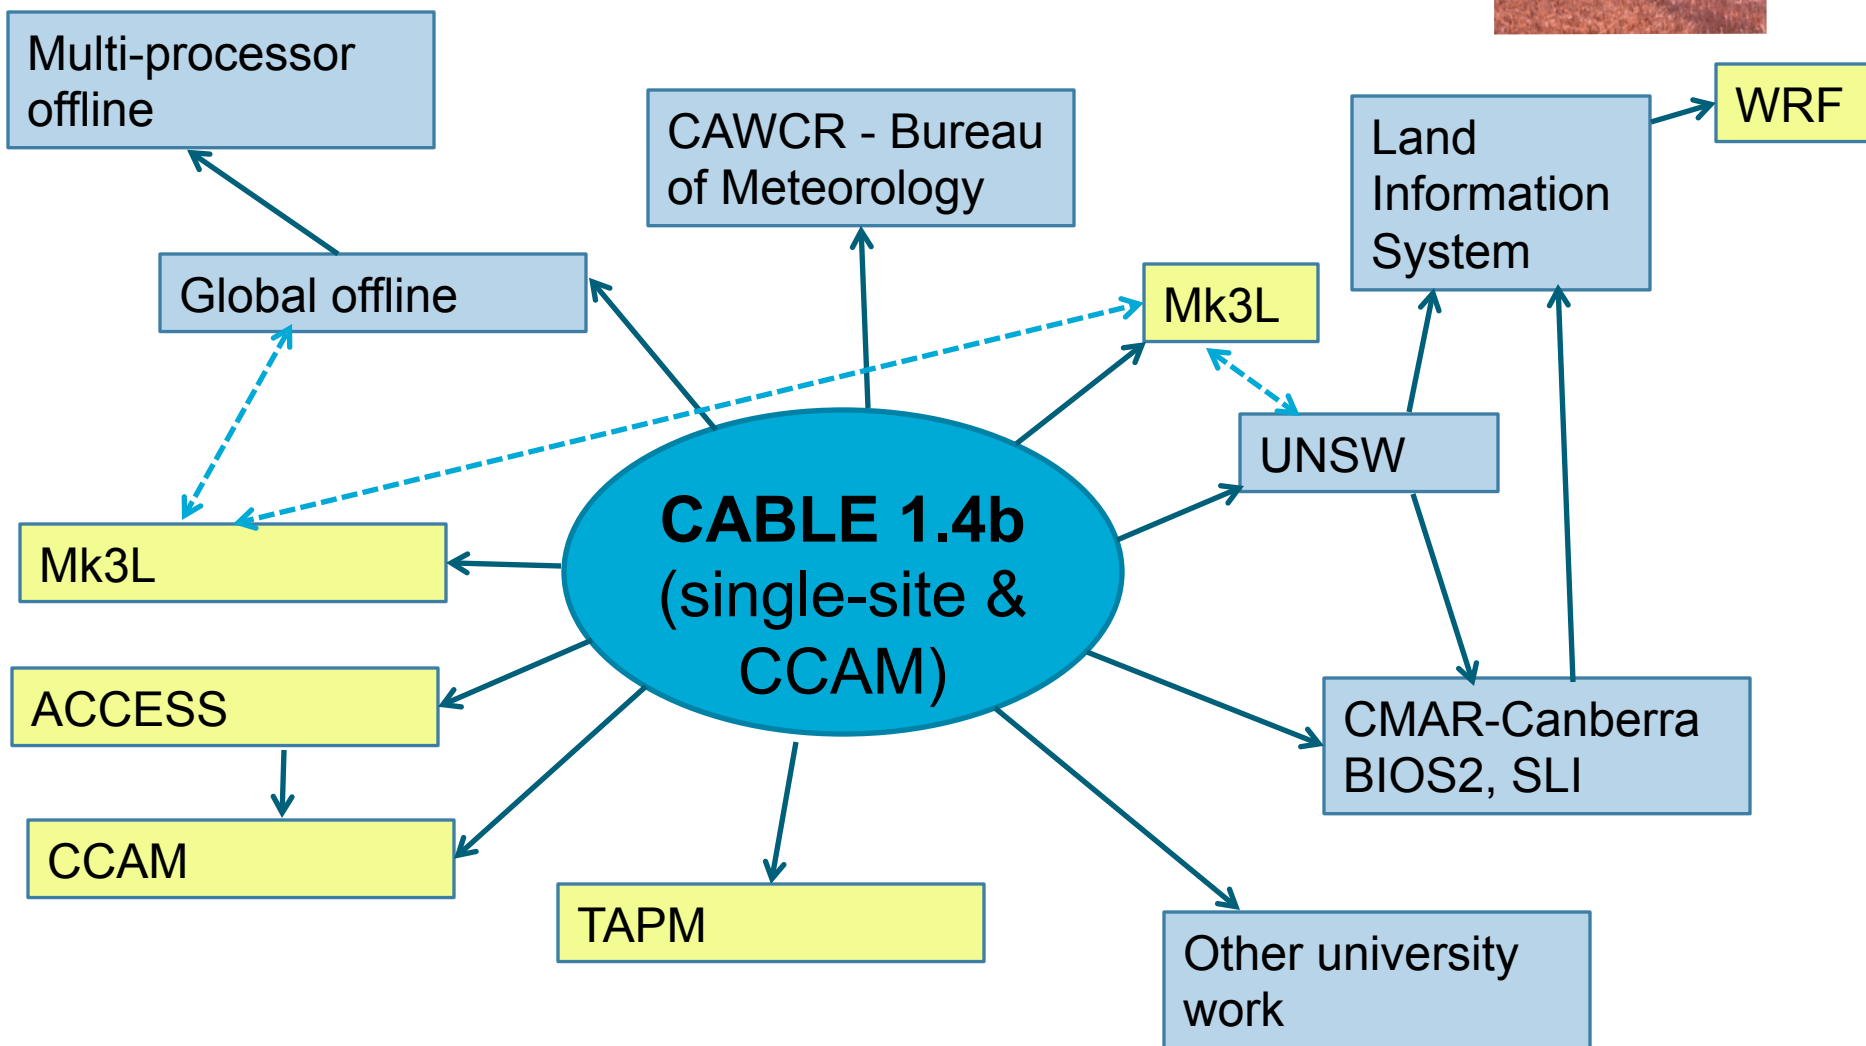 Multi-processor
offline
CAWCR - Bureau
of Meteorology
Land
Information
System
WRF
Global offline
Mk3L
UNSW
CABLE 1.4b
(single-site &
CCAM)
Mk3L
ACCESS
CMAR-Canberra
BIOS2, SLI
CCAM
TAPM
Other university
work